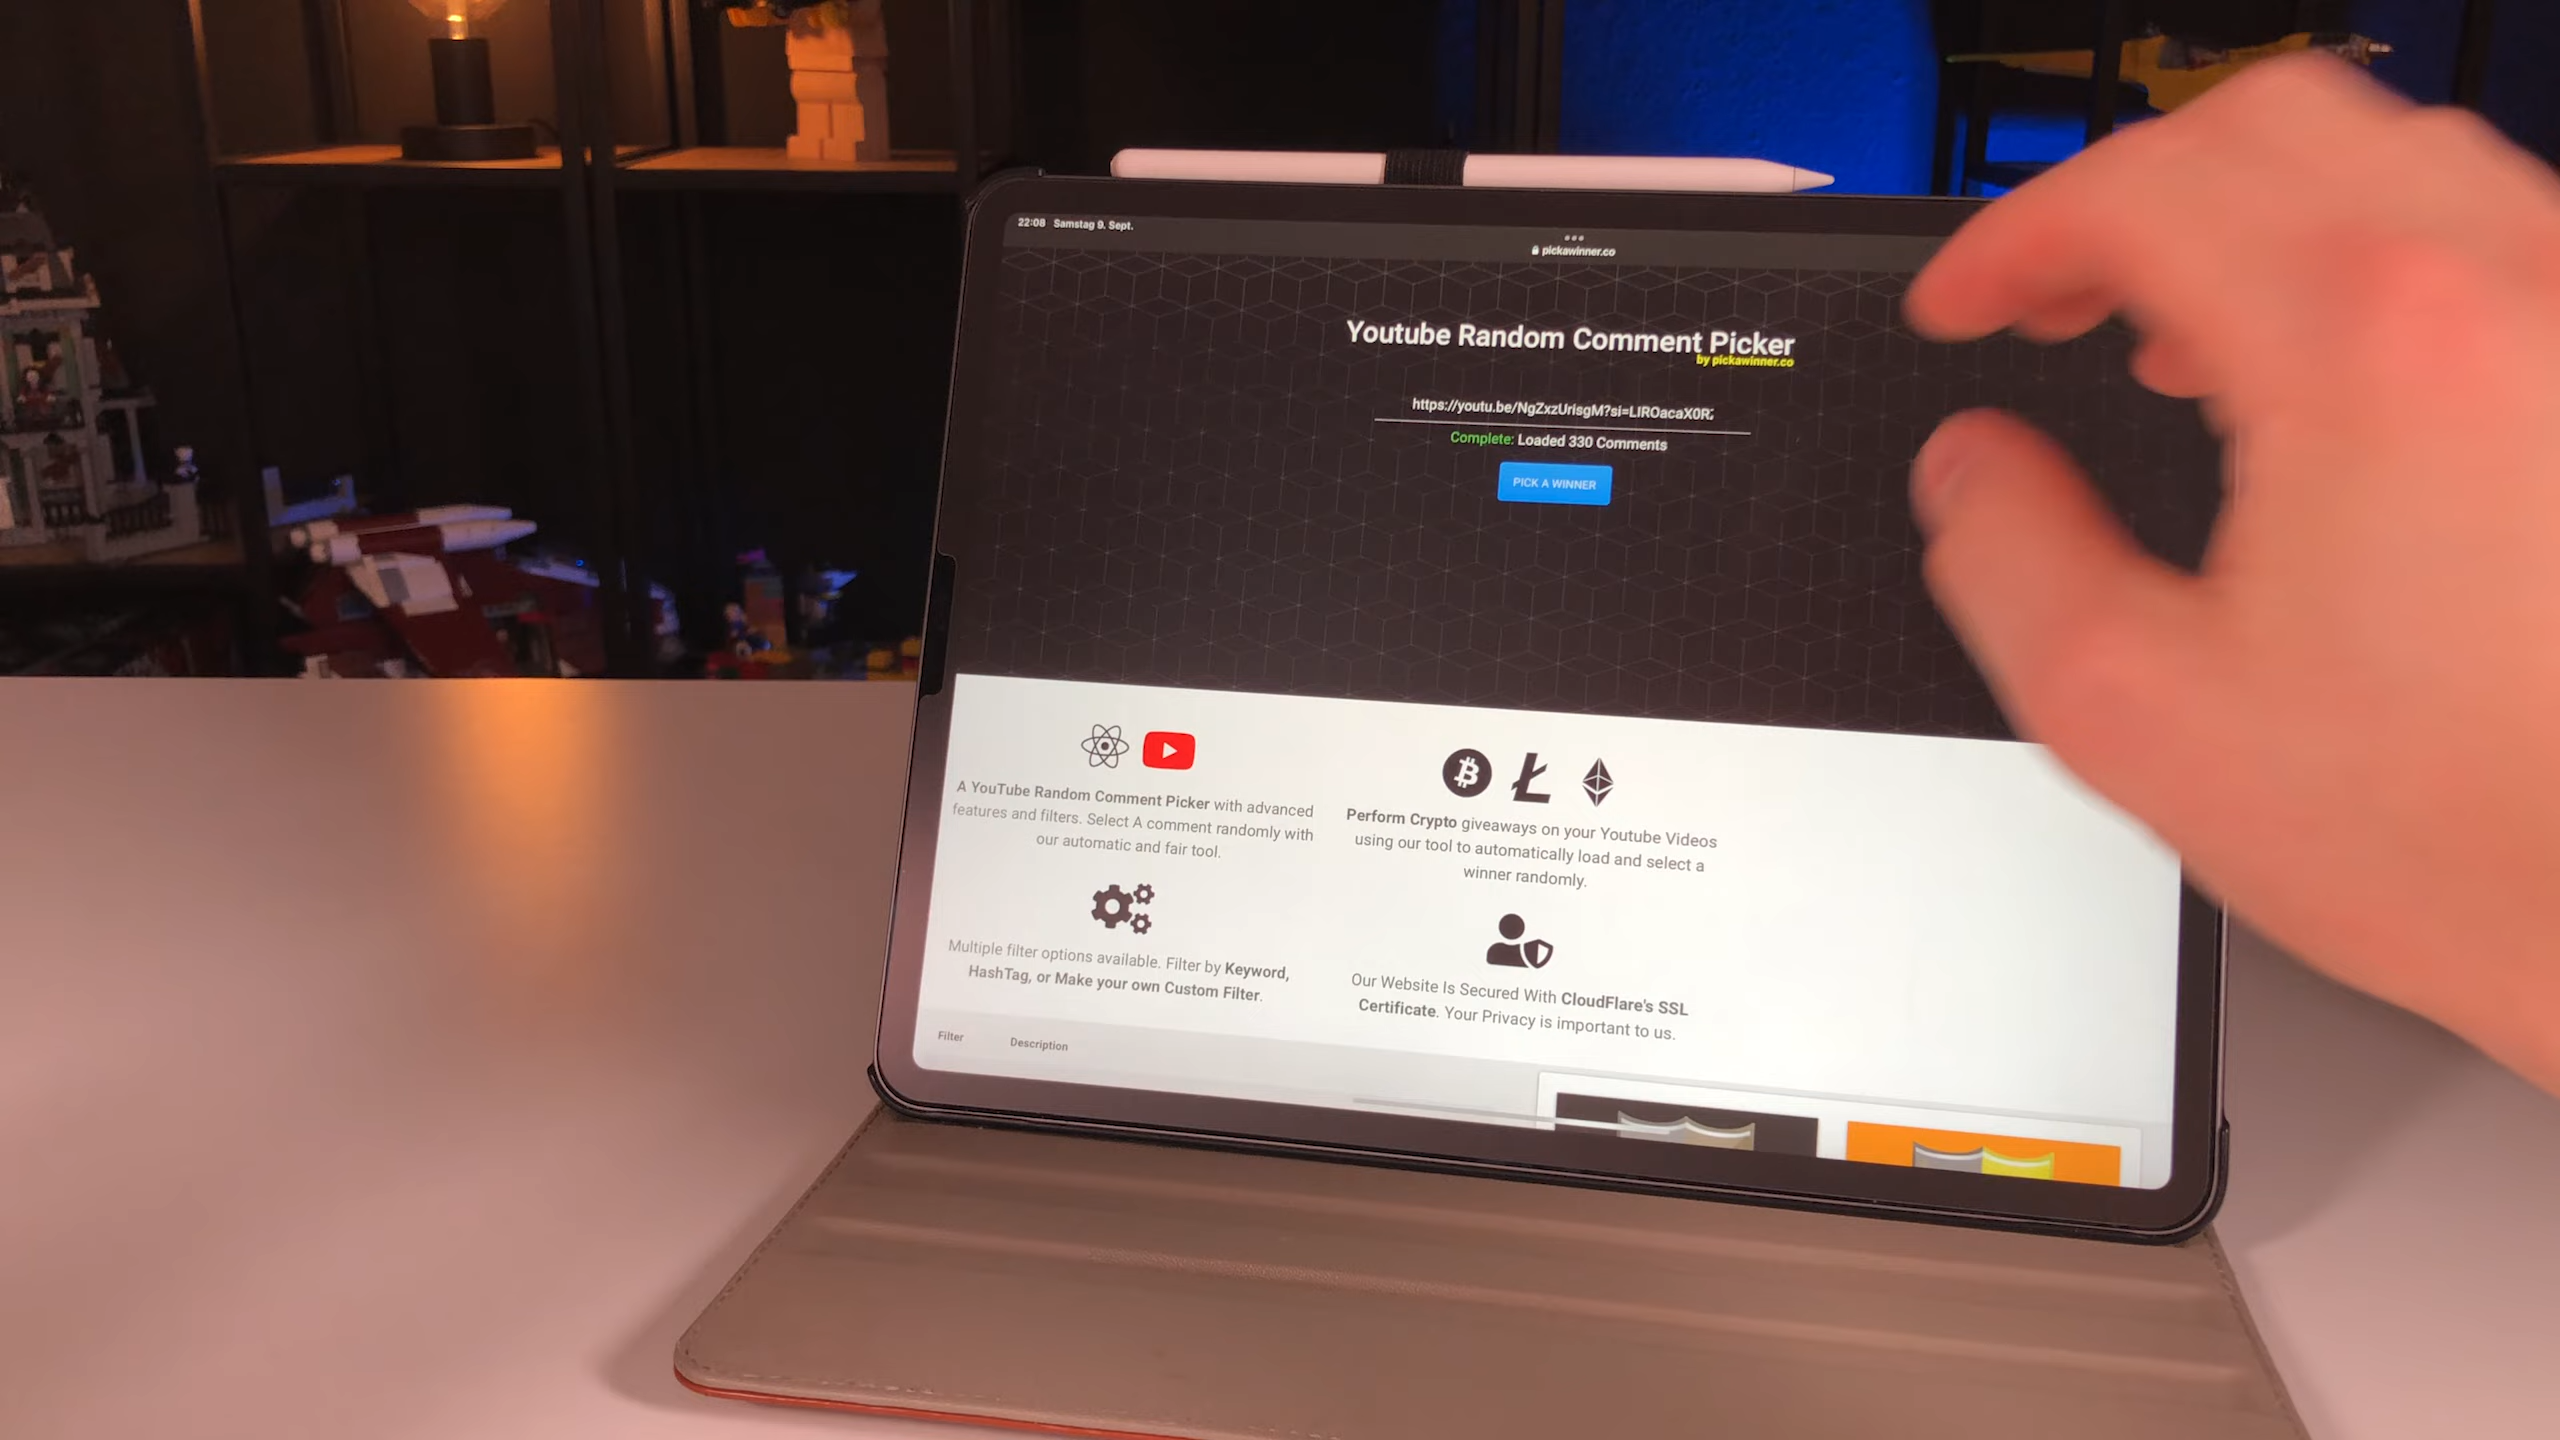 22:08 Samstag 9. Sept.
pickawinner.co
Youtube Random Comment Picker
by pickawinner.co
https://youtu.be/NgZxzUrisgM?si=LIROacaX0R
Complete: Loaded 330 Comments
PICK A WINNER
A YouTube Random Comment Picker with advanced
features and filters. Select A comment randomly with
our automatic and fair tool.
Perform Crypto giveaways on your Youtube Videos
using our tool to automatically load and select a
winner randomly.
Multiple filter options available. Filter by Keyword,
HashTag, or Make your own Custom Filter.
Our Website Is Secured With CloudFlare's SSL
Certificate. Your Privacy is important to us.
Filter Description